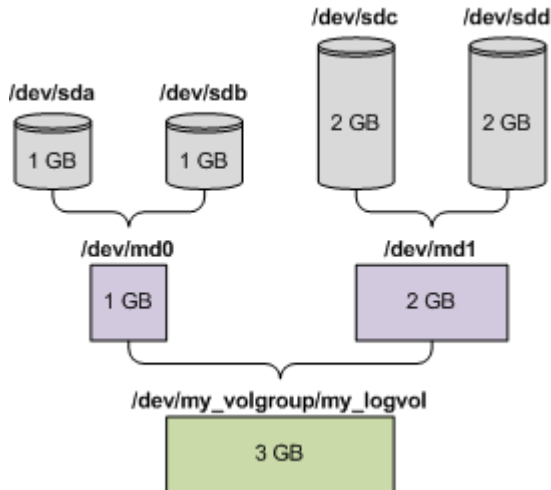 /dev/sdc /dev/sdd
/dev/sda /dev/sdb
2 GB 2 GB
1 GB 1 GB
/dev/md0 /dev/md1
1 GB 2 GB
/dev/my_volgroup/my_logvol
3 GB